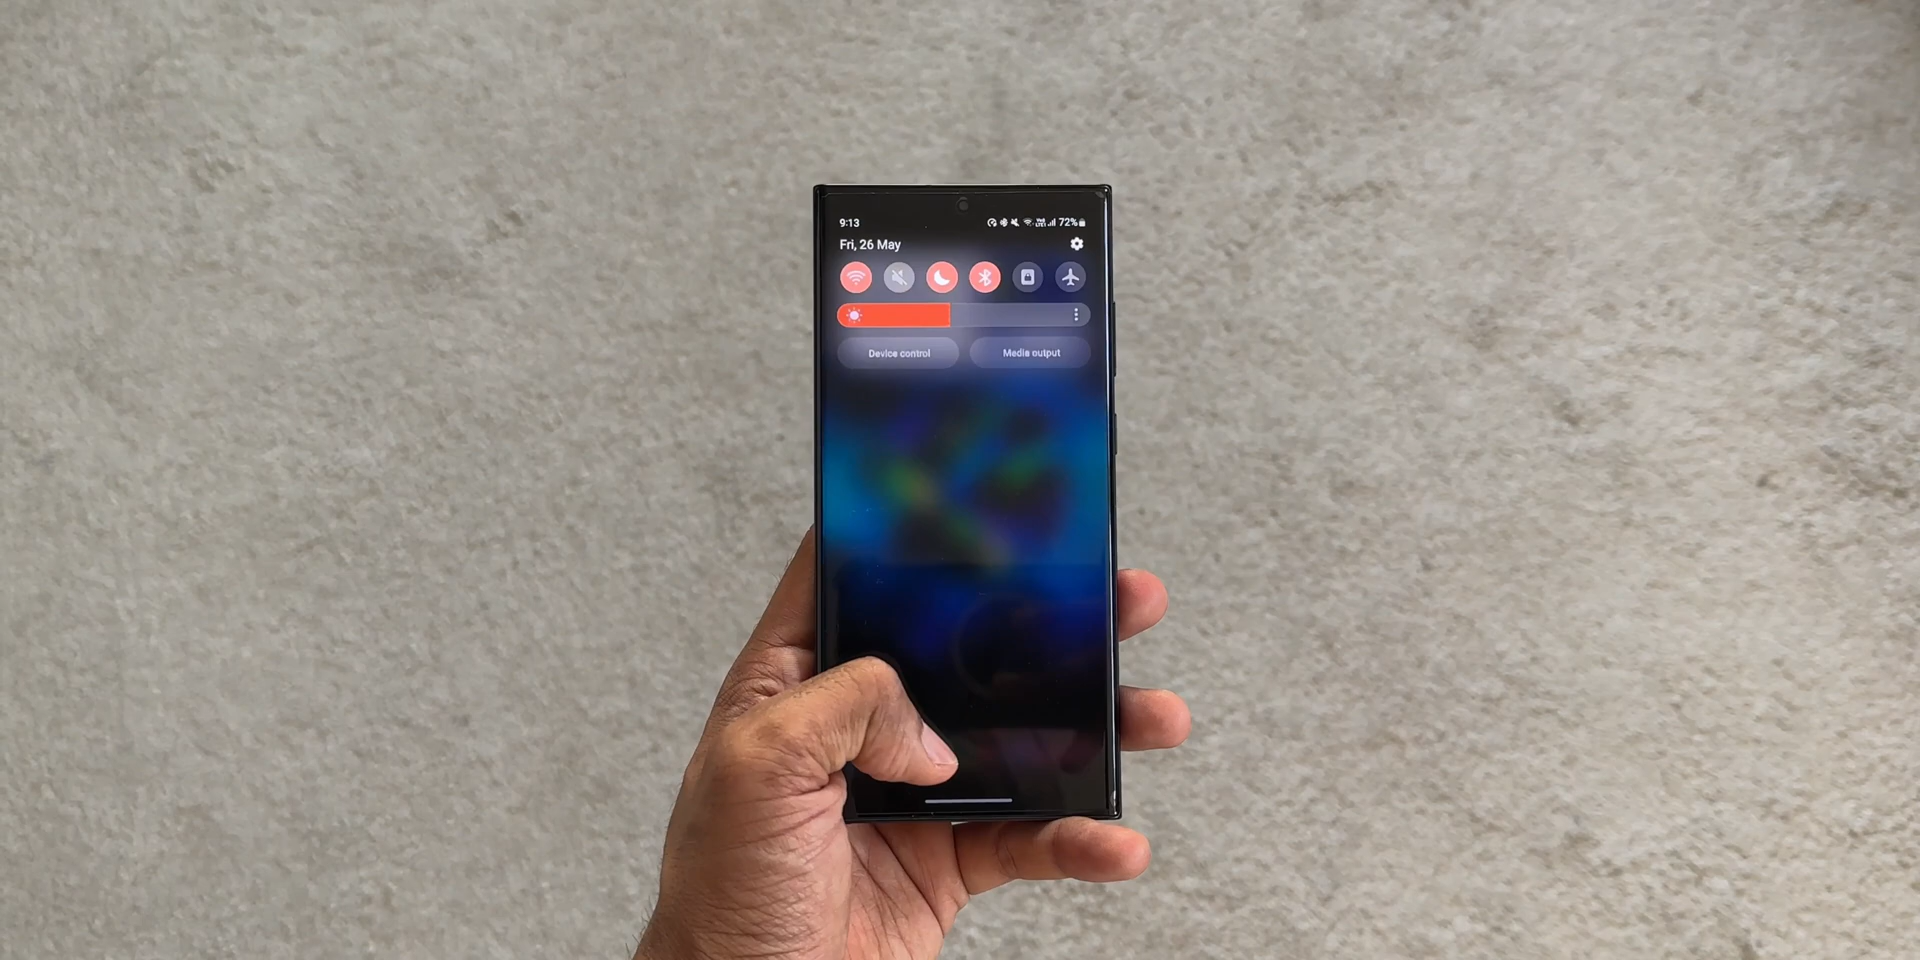 9:13
72%
Fri, 26 May
Device control
Media output